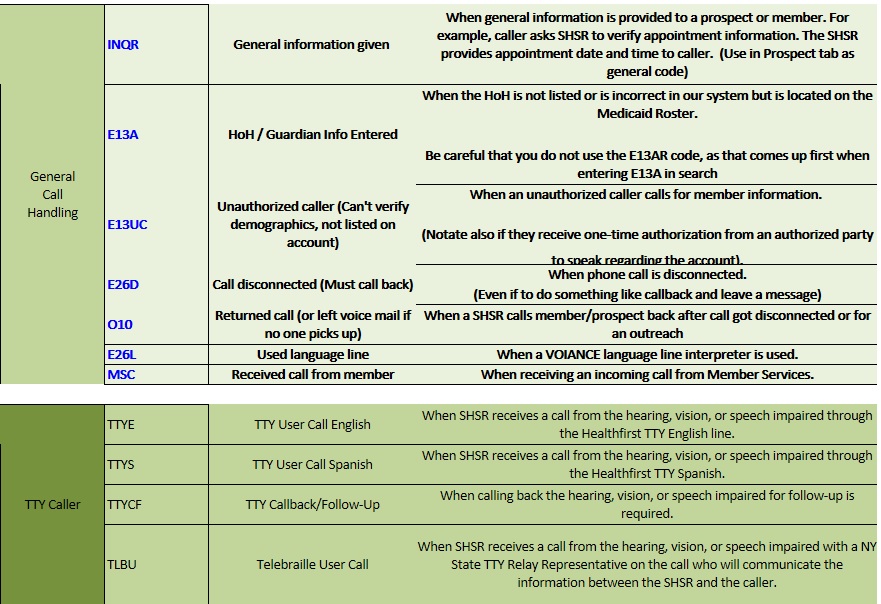 INQR
General information given
When general information is provided to a prospect or member. For
example, caller asks SHSR to verify appointment information. The SHSR
provides appointment date and time to caller.  (Use in Prospect tab as
general code)
General
Call
Handling
E13A
HoH / Guardian Info Entered
When the HoH is not listed or is incorrect in our system but is located on the
Medicaid Roster.
Be careful that you do not use the E13AR code, as that comes up first when
entering E13A in search
E13UC
Unauthorized caller (Can't verify
demographics, not listed on
account)
When an unauthorized caller calls for member information.
(Notate also if they receive one-time authorization from an authorized party
to speak regarding the account).
E26D
Call disconnected (Must call back)
When phone call is disconnected.
(Even if to do something like callback and leave a message)
O10
Returned call (or left voice mail if
no one picks up)
When a SHSR calls member/prospect back after call got disconnected or for
an outreach
E26L
Used language line
When a VOIANCE language line interpreter is used.
MSC
Received call from member
When receiving an incoming call from Member Services.
TTY Caller
TTYE
TTY User Call English
When SHSR receives a call from the hearing, vision, or speech impaired through
the Healthfirst TTY English line.
TTYS
TTY User Call Spanish
When SHSR receives a call from the hearing, vision, or speech impaired through
the Healthfirst TTY Spanish.
TTYCF
TTY Callback/Follow-Up
When calling back the hearing, vision, or speech impaired for follow-up is
required.
TLBU
Telebraille User Call
When SHSR receives a call from the hearing, vision, or speech impaired with a NY
State TTY Relay Representative on the call who will communicate the
information between the SHSR and the caller.